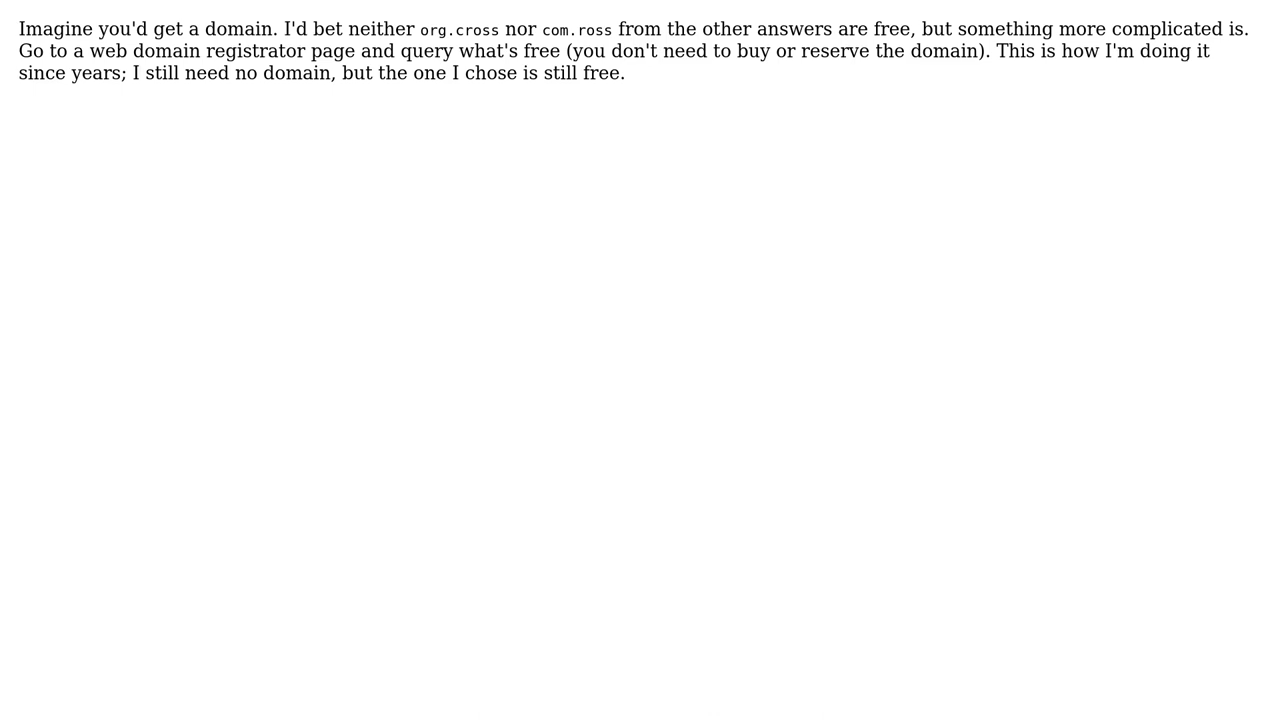 Imagine you'd get a domain. I'd bet neither org.cross nor com.ross from the other answers are free, but something more complicated is.
Go to a web domain registrator page and query what's free (you don't need to buy or reserve the domain). This is how I'm doing it
since years; I still need no domain, but the one I chose is still free.